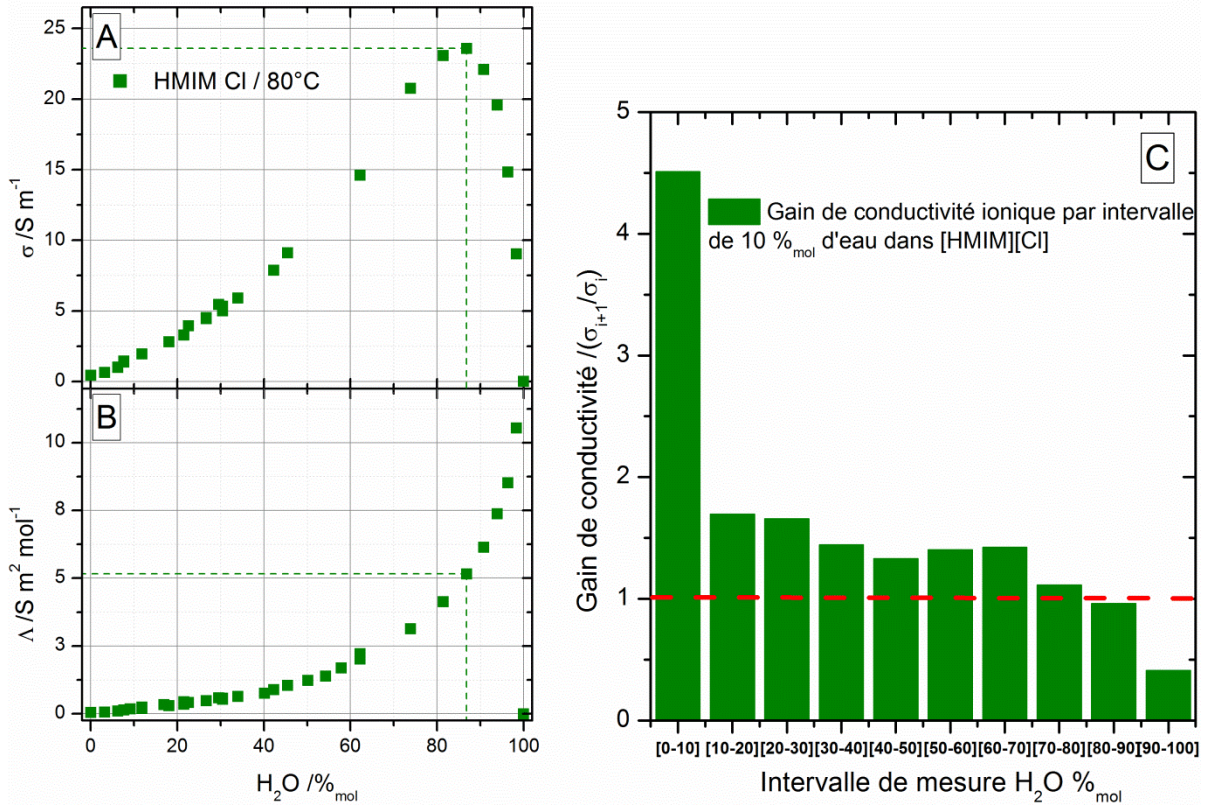 A
HMIM Cl / 80°C
25
20
15
10
5
0
σ /S m-1
B
10
8
5
3
0
Λ /S m2 mol-1
0 20 40 60 80 100
H2O /%mol
C
Gain de conductivité ionique par intervalle
de 10 %mol d'eau dans [HMIM][Cl]
5
4
3
2
1
0
Gain de conductivité /(σi+1/σi)
[0-10] [10-20] [20-30] [30-40] [40-50] [50-60] [60-70] [70-80] [80-90] [90-100]
Intervalle de mesure H2O %mol